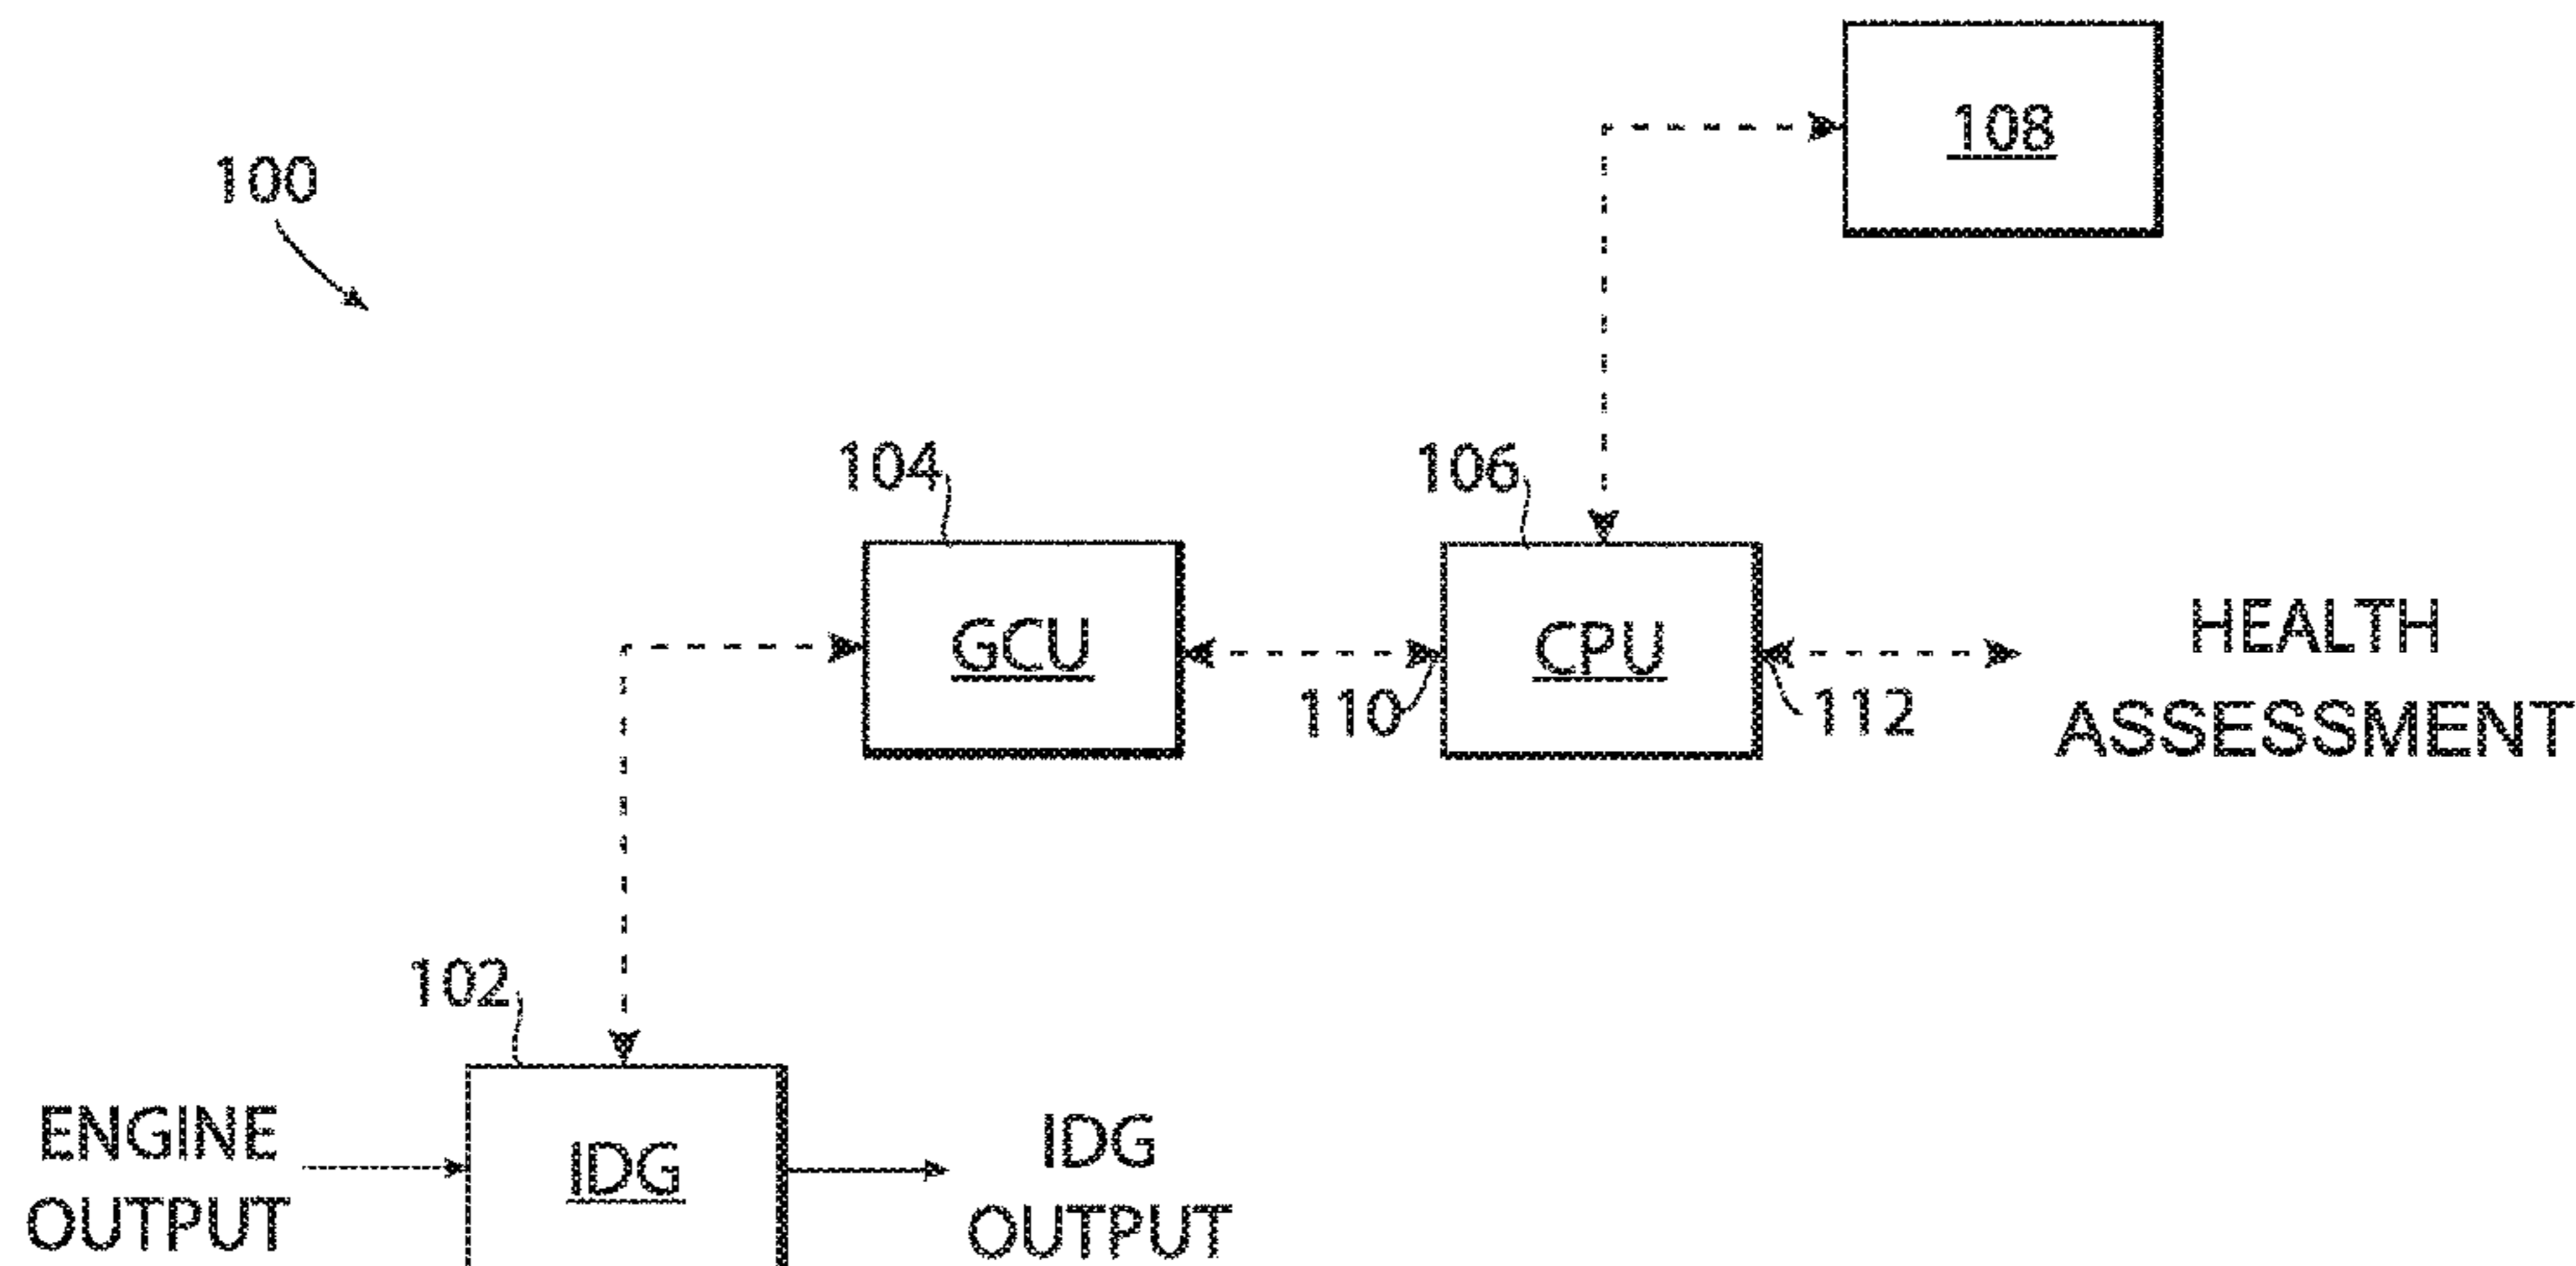 108
100
104
106
GCU
CPU
HEALTH
ASSESSMENT
110
112
102
ENGINE
OUTPUT
IDG
IDG
OUTPUT